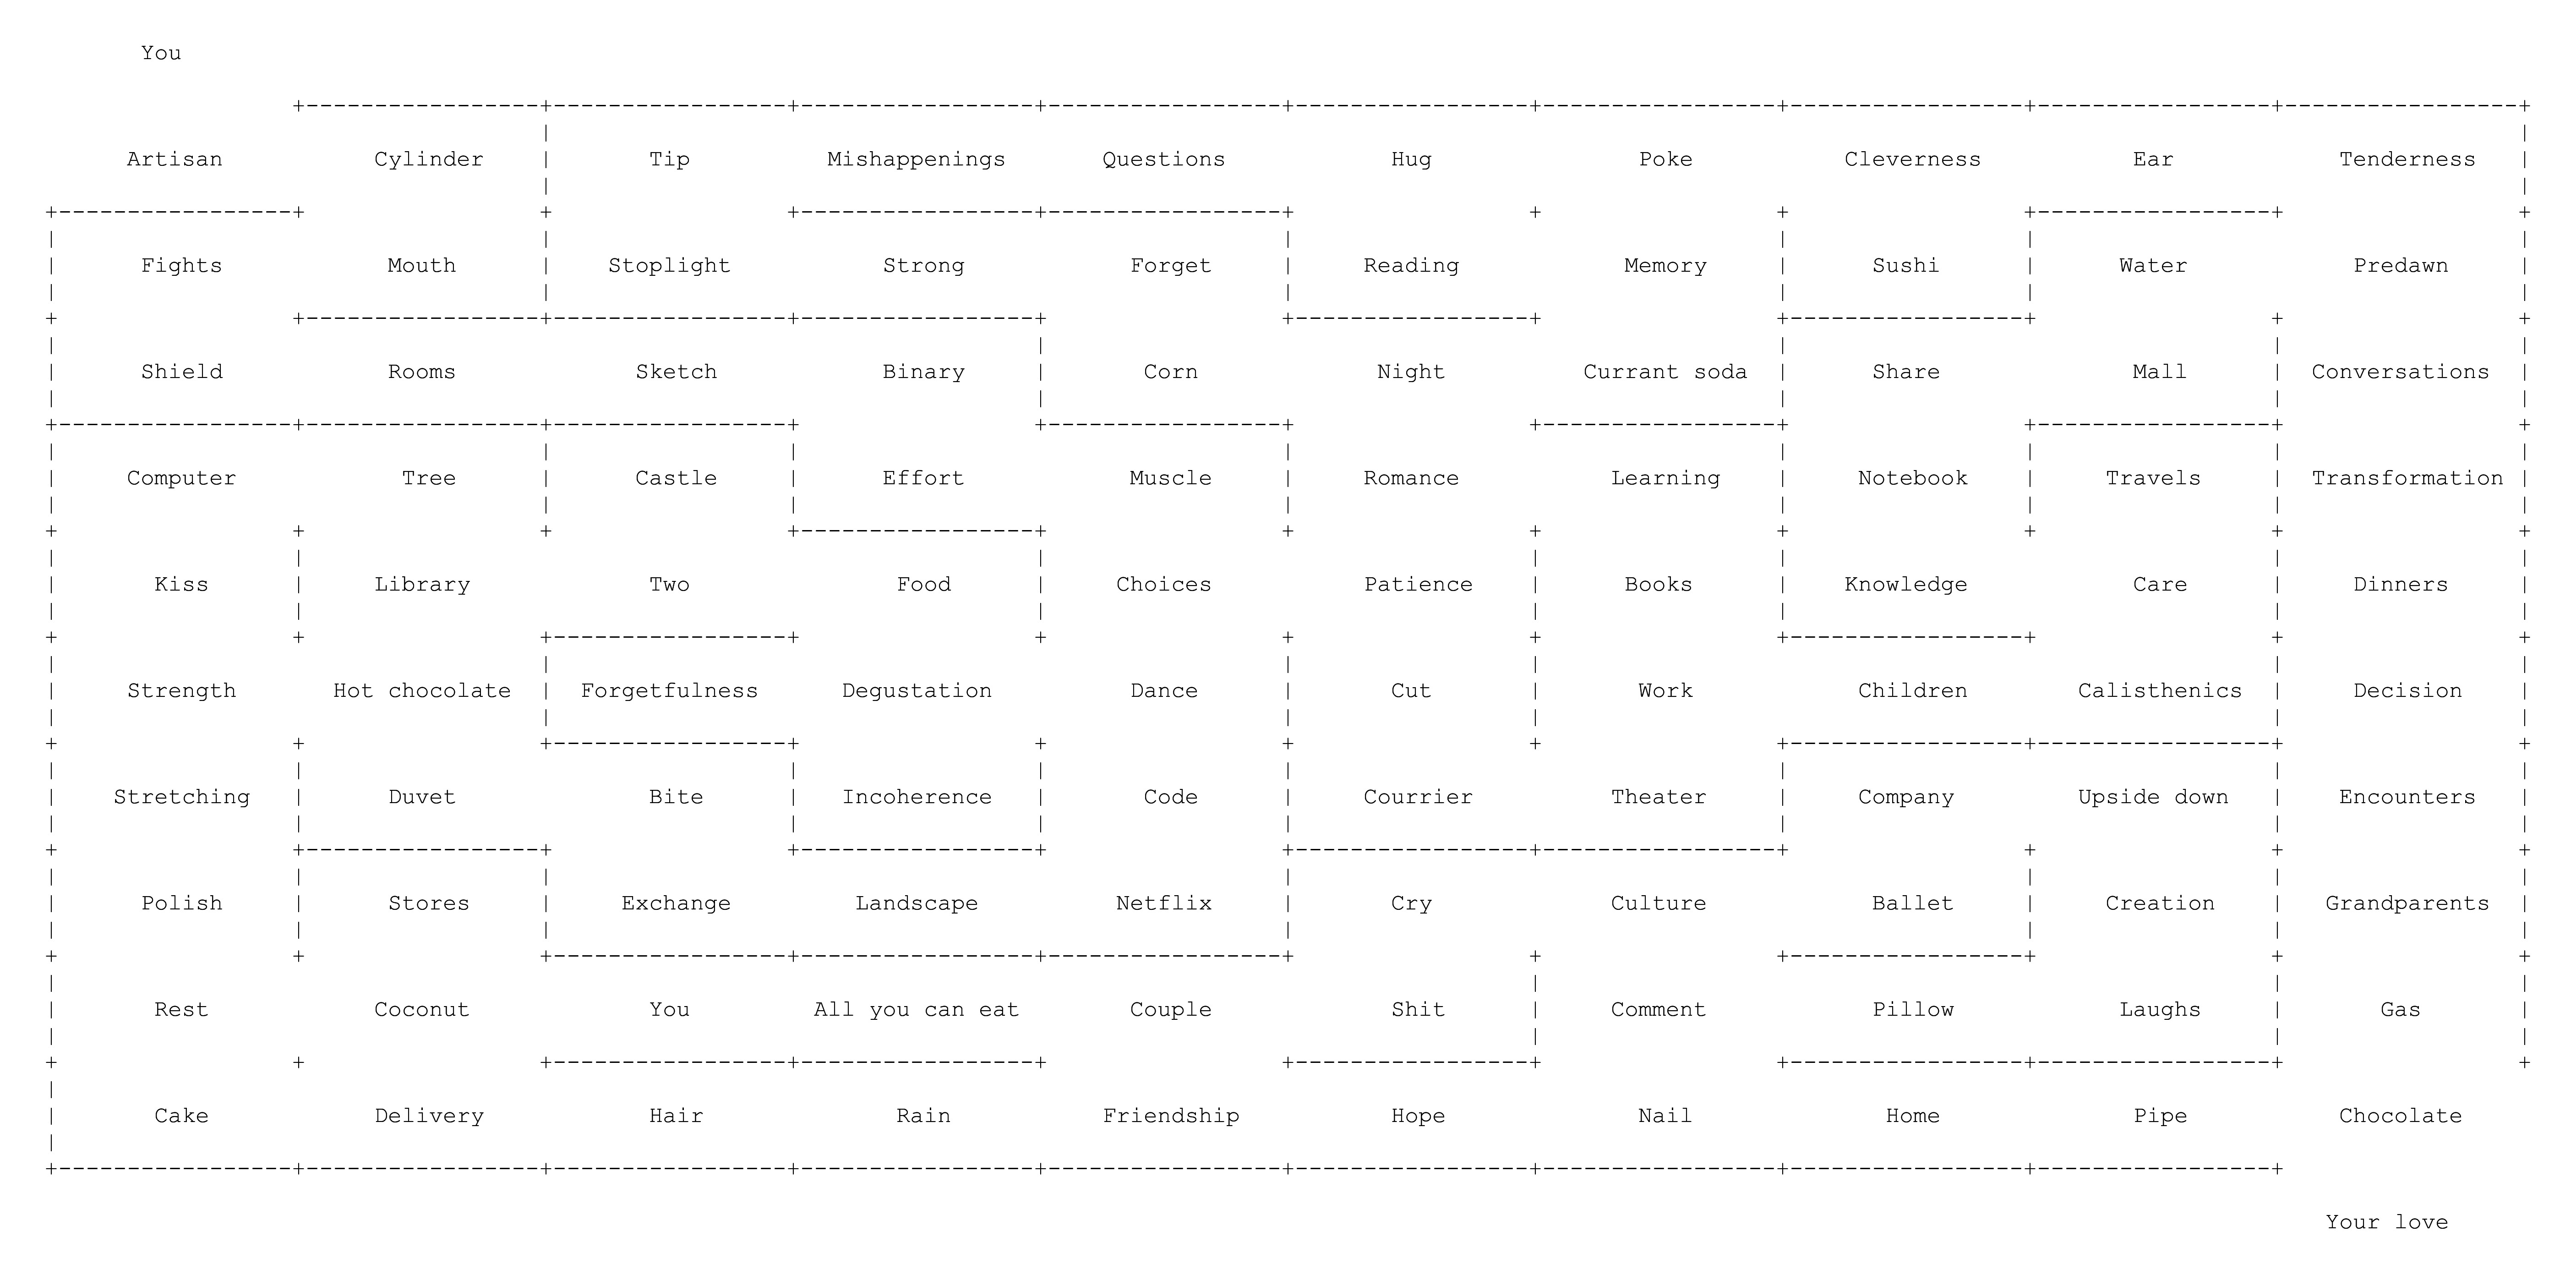 You
Artisan Cylinder Tip Mishappenings Questions Hug Poke Cleverness Ear Tenderness
Fights Mouth Stoplight Strong Forget Reading Memory Sushi Water Predawn
Shield Rooms Sketch Binary Corn Night Currant soda Share Mall Conversations
Computer Tree Castle Effort Muscle Romance Learning Notebook Travels Transformation
Kiss Library Two Food Choices Patience Books Knowledge Care Dinners
Strength Hot chocolate Forgetfulness Degustation Dance Cut Work Children Calisthenics Decision
Stretching Duvet Bite Incoherence Code Courrier Theater Company Upside down Encounters
Polish Stores Exchange Landscape Netflix Cry Culture Ballet Creation Grandparents
Rest Coconut You All you can eat Couple Shit Comment Pillow Laughs Gas
Cake Delivery Hair Rain Friendship Hope Nail Home Pipe Chocolate
Your love